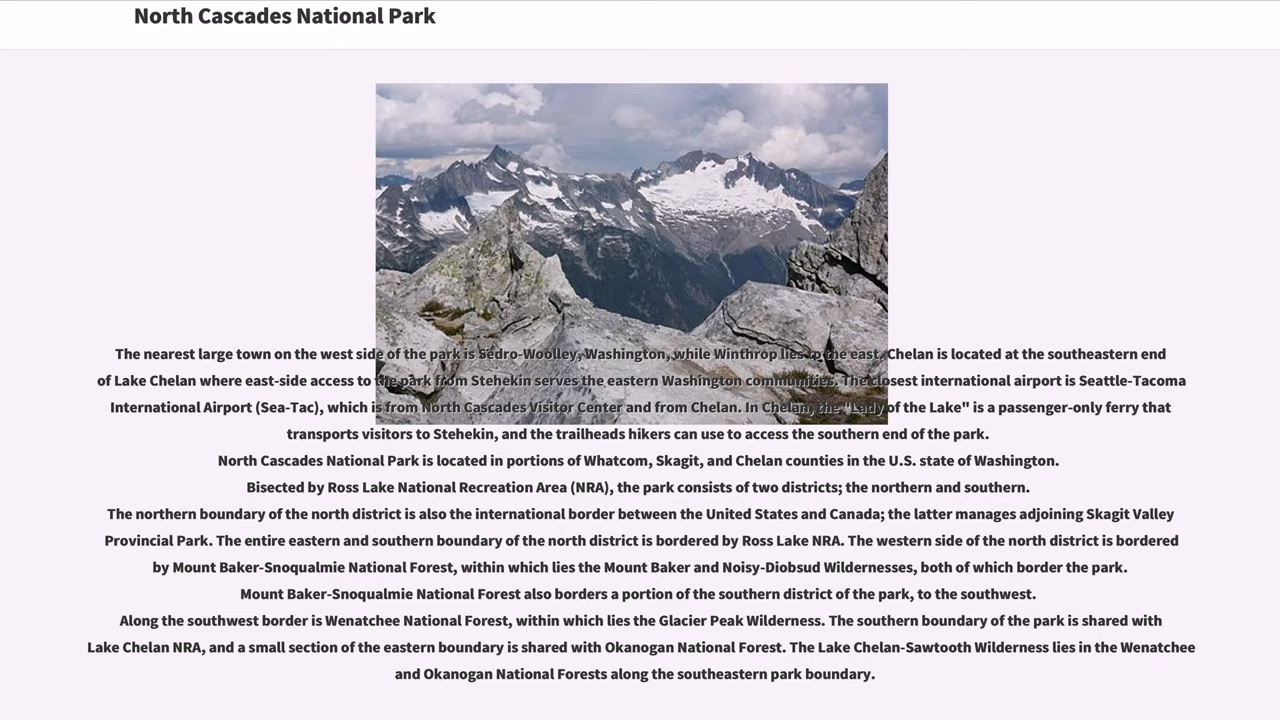 North Cascades National Park
The nearest large town on the west side of the park is Sedro-Woolley, Washington, while Winthrop lies to the east. Chelan is located at the southeastern end
of Lake Chelan where east-side access to the park from Stehekin serves the eastern Washington communities. The closest international airport is Seattle-Tacoma
International Airport (Sea-Tac), which is from North Cascades Visitor Center and from Chelan. In Chelan, the "Lady of the Lake" is a passenger-only ferry that
transports visitors to Stehekin, and the trailheads hikers can use to access the southern end of the park.
North Cascades National Park is located in portions of Whatcom, Skagit, and Chelan counties in the U.S. state of Washington.
Bisected by Ross Lake National Recreation Area (NRA), the park consists of two districts; the northern and southern.
The northern boundary of the north district is also the international border between the United States and Canada; the latter manages adjoining Skagit Valley
Provincial Park. The entire eastern and southern boundary of the north district is bordered by Ross Lake NRA. The western side of the north district is bordered
by Mount Baker-Snoqualmie National Forest, within which lies the Mount Baker and Noisy-Diobsud Wildernesses, both of which border the park.
Mount Baker-Snoqualmie National Forest also borders a portion of the southern district of the park, to the southwest.
Along the southwest border is Wenatchee National Forest, within which lies the Glacier Peak Wilderness. The southern boundary of the park is shared with
Lake Chelan NRA, and a small section of the eastern boundary is shared with Okanogan National Forest. The Lake Chelan-Sawtooth Wilderness lies in the Wenatchee
and Okanogan National Forests along the southeastern park boundary.